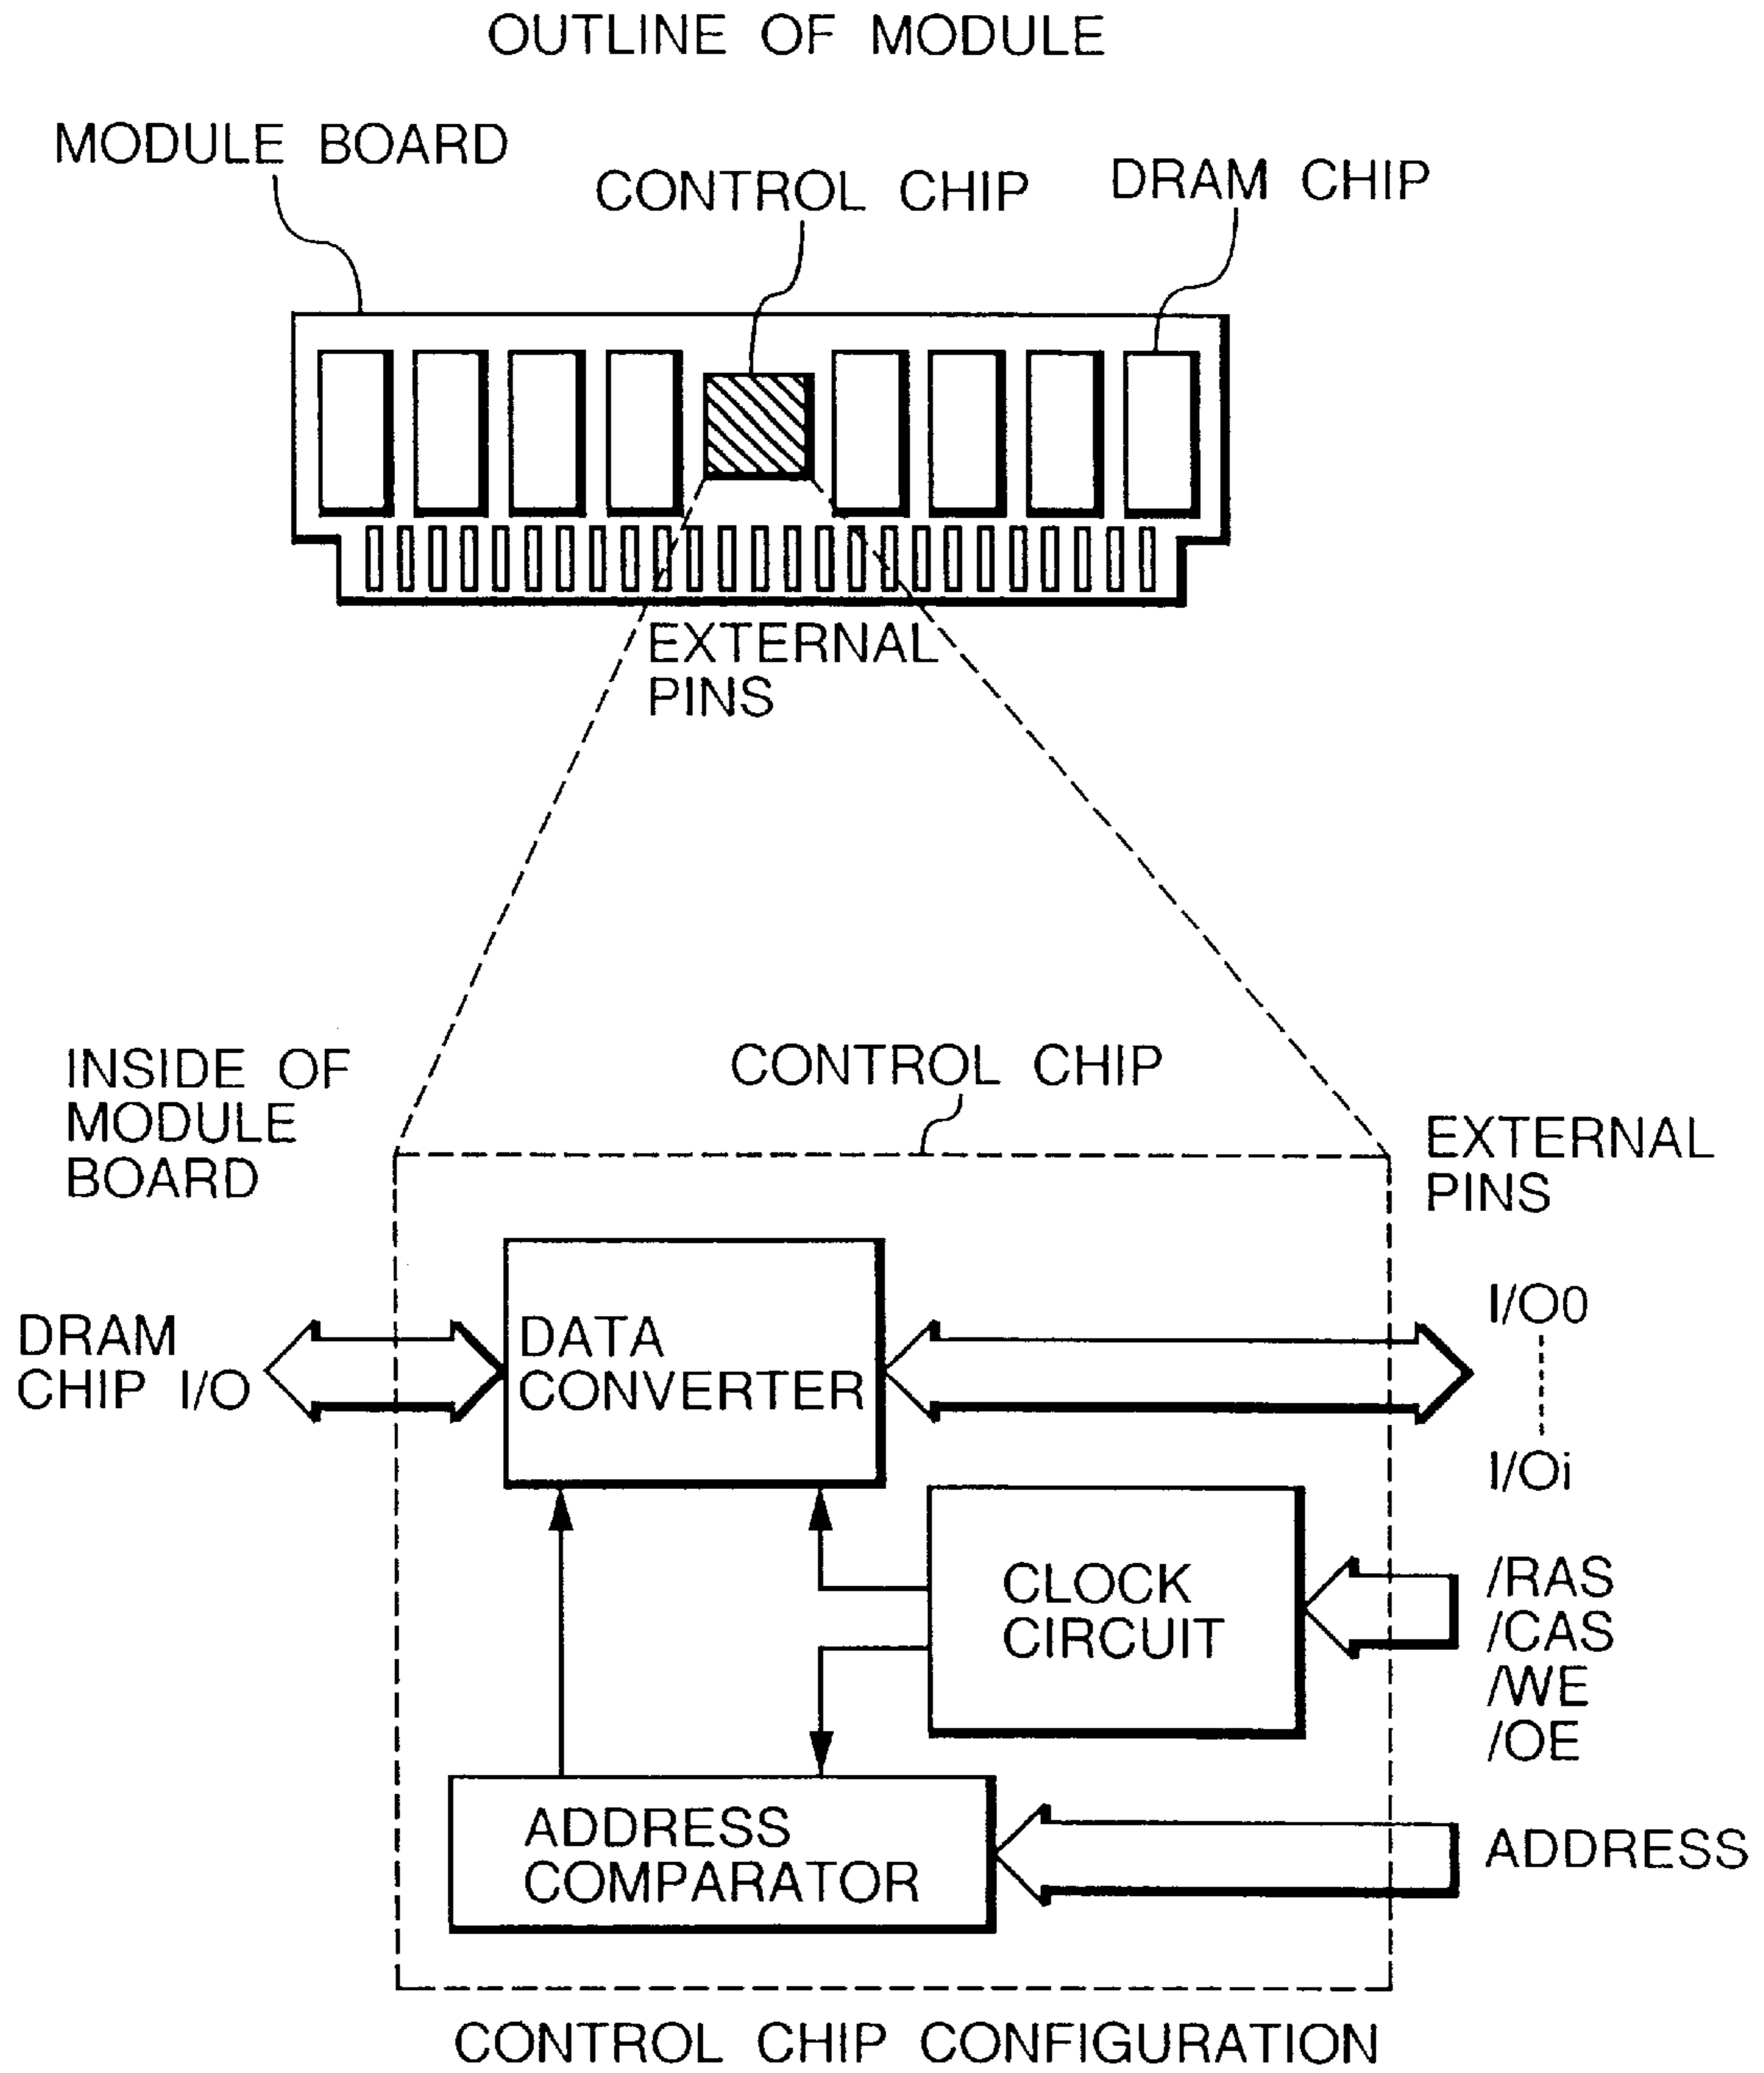 OUTLINE OF MODULE
MODULE BOARD
CONTROL CHIP
DRAM CHIP
EXTERNAL
PINS
INSIDE OF
MODULE
BOARD
CONTROL CHIP
EXTERNAL
PINS
DRAM
CHIP I/O
DATA
CONVERTER
I/O0
I/Oi
CLOCK
CIRCUIT
/RAS
/CAS
/WE
/OE
ADDRESS
COMPARATOR
ADDRESS
CONTROL CHIP CONFIGURATION